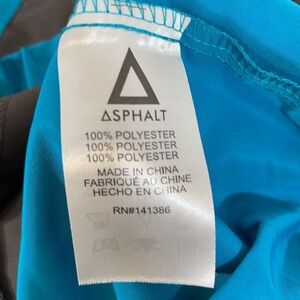 ASPHALT
100% POLYESTER
100% POLYESTER
100% POLYESTER
MADE IN CHINA
FABRIQUÉ AU CHINE
HECHO EN CHINA
RN#141386